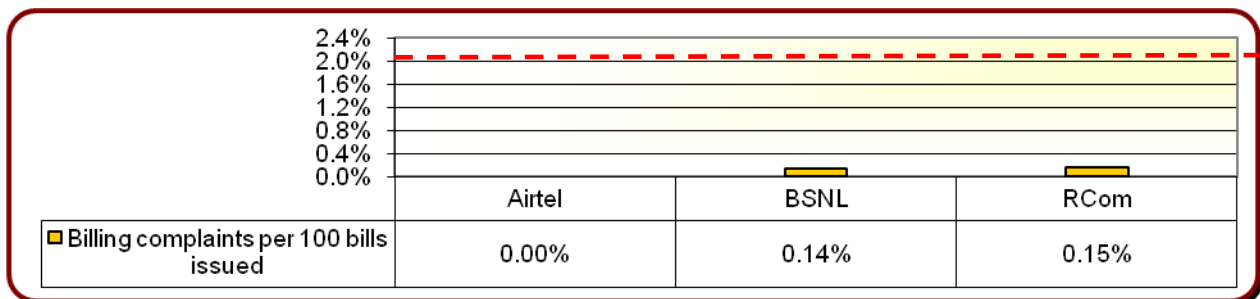 2.4%
2.0%
1.6%
1.2%
0.8%
0.4%
0.0%
Airtel BSNL RCom
Billing complaints per 100 bills
issued
0.00% 0.14% 0.15%